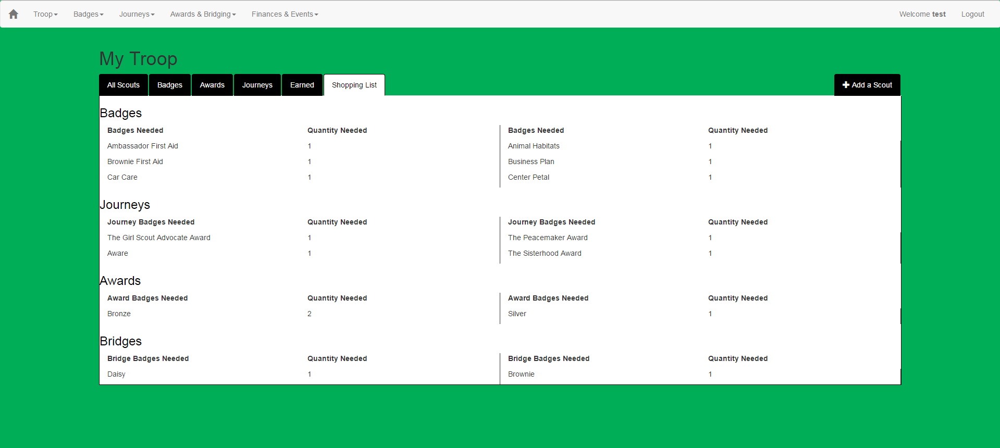 Troop Badges Journeys Awards & Bridging Finances & Events Welcome test Logout
My Troop
All Scouts Badges Awards Journeys Earned Shopping List Add a Scout
Badges
Badges Needed Quantity Needed Badges Needed Quantity Needed
Ambassador First Aid 1 Animal Habitats 1
Brownie First Aid 1 Business Plan 1
Car Care 1 Center Petal 1
Journeys
Journey Badges Needed Quantity Needed Journey Badges Needed Quantity Needed
The Girl Scout Advocate Award 1 The Peacemaker Award 1
Aware 1 The Sisterhood Award 1
Awards
Award Badges Needed Quantity Needed Award Badges Needed Quantity Needed
Bronze 2 Silver 1
Bridges
Bridge Badges Needed Quantity Needed Bridge Badges Needed Quantity Needed
Daisy 1 Brownie 1